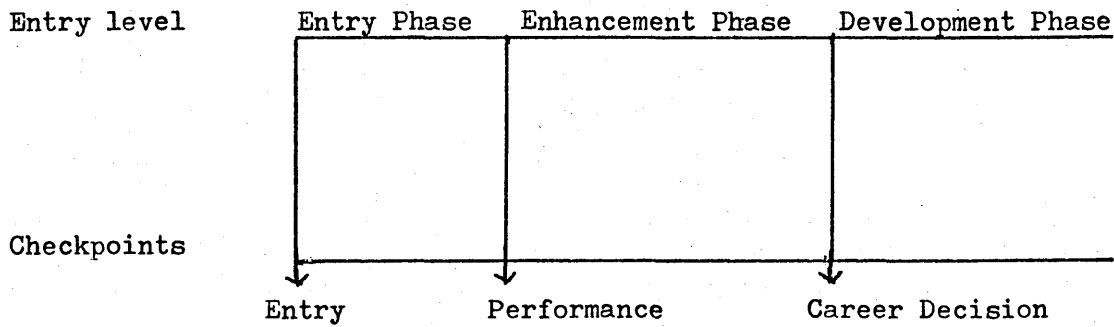 Entry level Entry Phase Enhancement Phase Development Phase
Checkpoints
Entry Performance Career Decision